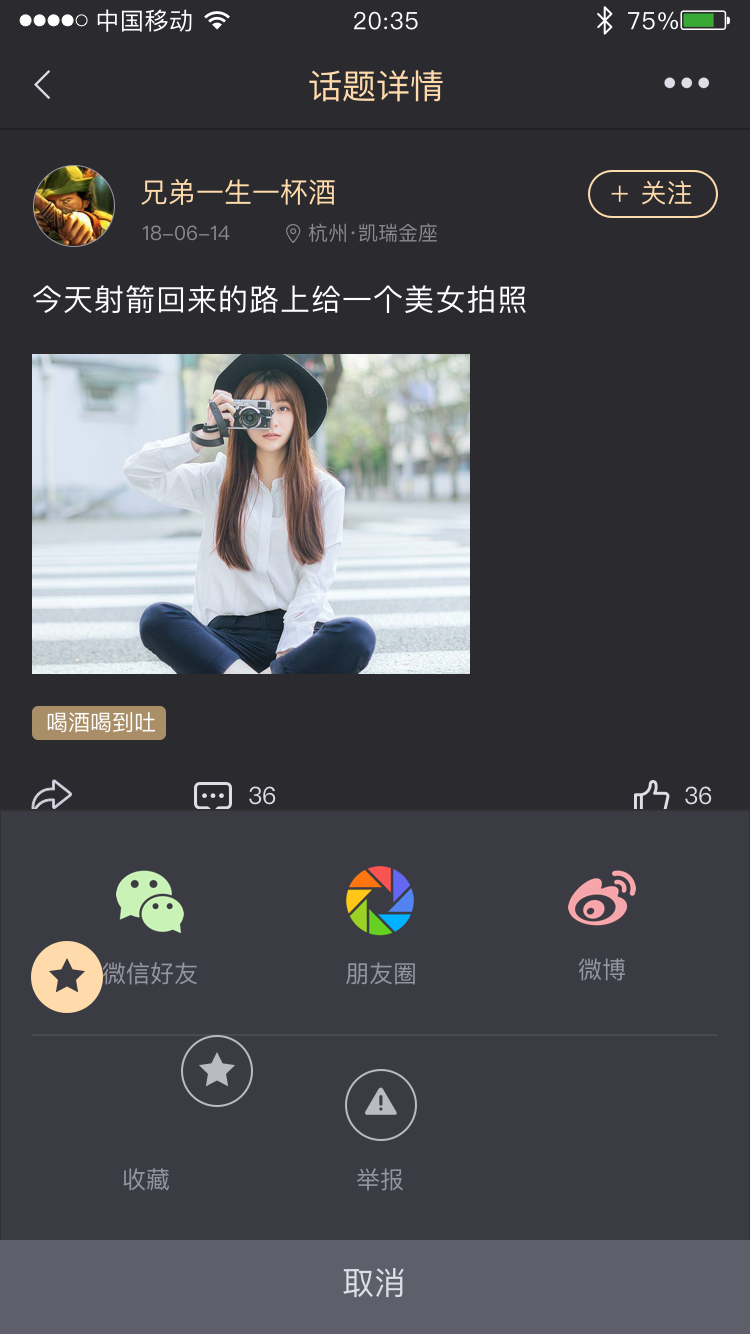 中国移动 20:35 75%
话题详情
兄弟一生一杯酒
+ 关注
18-06-14 杭州·凯瑞金座
今天射箭回来的路上给一个美女拍照
喝酒喝到吐
36 36
微信好友 朋友圈 微博
收藏 举报
取消